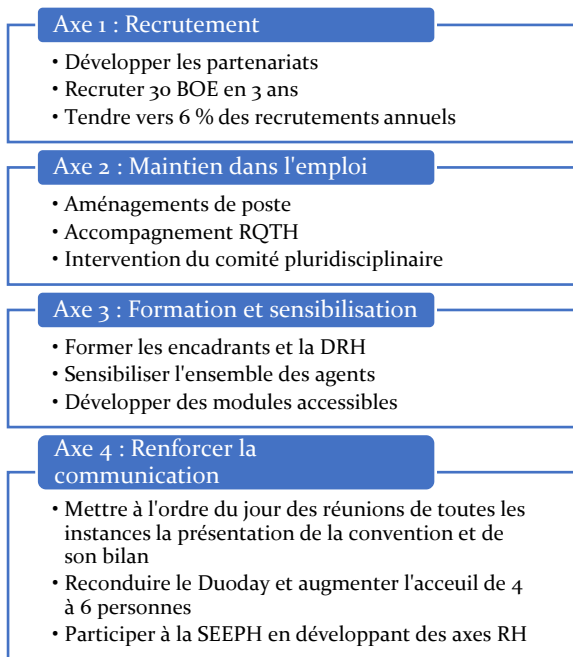 Axe 1 : Recrutement
• Développer les partenariats
• Recruter 30 BOE en 3 ans
• Tendre vers 6 % des recrutements annuels
Axe 2 : Maintien dans l'emploi
• Aménagements de poste
• Accompagnement RQTH
• Intervention du comité pluridisciplinaire
Axe 3 : Formation et sensibilisation
• Former les encadrants et la DRH
• Sensibiliser l'ensemble des agents
• Développer des modules accessibles
Axe 4 : Renforcer la
communication
• Mettre à l'ordre du jour des réunions de toutes les
instances la présentation de la convention et de
son bilan
• Reconduire le Duoday et augmenter l'acceuil de 4
à 6 personnes
• Participer à la SEEPH en développant des axes RH